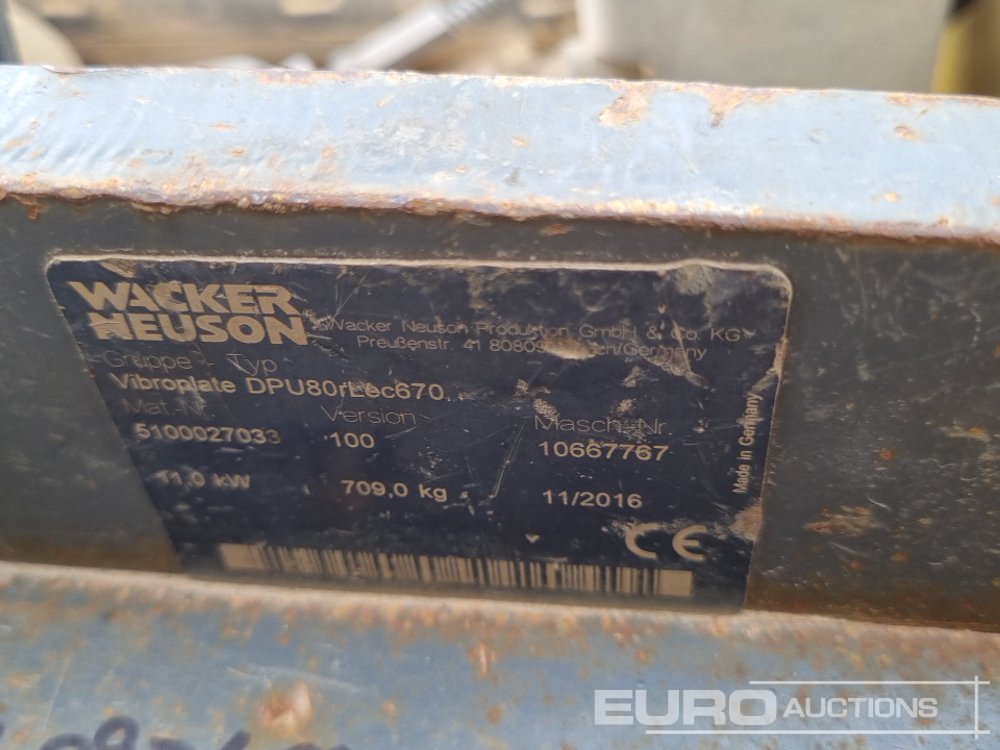 WACKER
NEUSON
Wacker Neuson Produktion GmbH & Co. KG
Preußenstr. 41
Gruppe Typ
Vibroplate DPU80rLec670
Mat.-Nr. Version Masch.-Nr.
5100027033 100 10667767
11,0 kW 709,0 kg 11/2016
Made in Germany
CE
EURO AUCTIONS